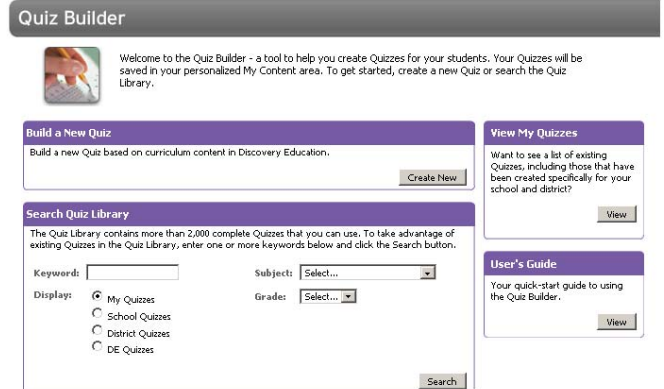 Quiz Builder
Welcome to the Quiz Builder - a tool to help you create Quizzes for your students. Your Quizzes will be
saved in your personalized My Content area. To get started, create a new Quiz or search the Quiz
Library.
Build a New Quiz
Build a new Quiz based on curriculum content in Discovery Education.
Create New
Search Quiz Library
The Quiz Library contains more than 2,000 complete Quizzes that you can use. To take advantage of
existing Quizzes in the Quiz Library, enter one or more keywords below and click the Search button.
Keyword:
Subject: Select...
Display: My Quizzes
Grade: Select...
School Quizzes
District Quizzes
DE Quizzes
Search
View My Quizzes
Want to see a list of existing
Quizzes, including those that have
been created specifically for your
school and district?
View
User's Guide
Your quick-start guide to using
the Quiz Builder.
View